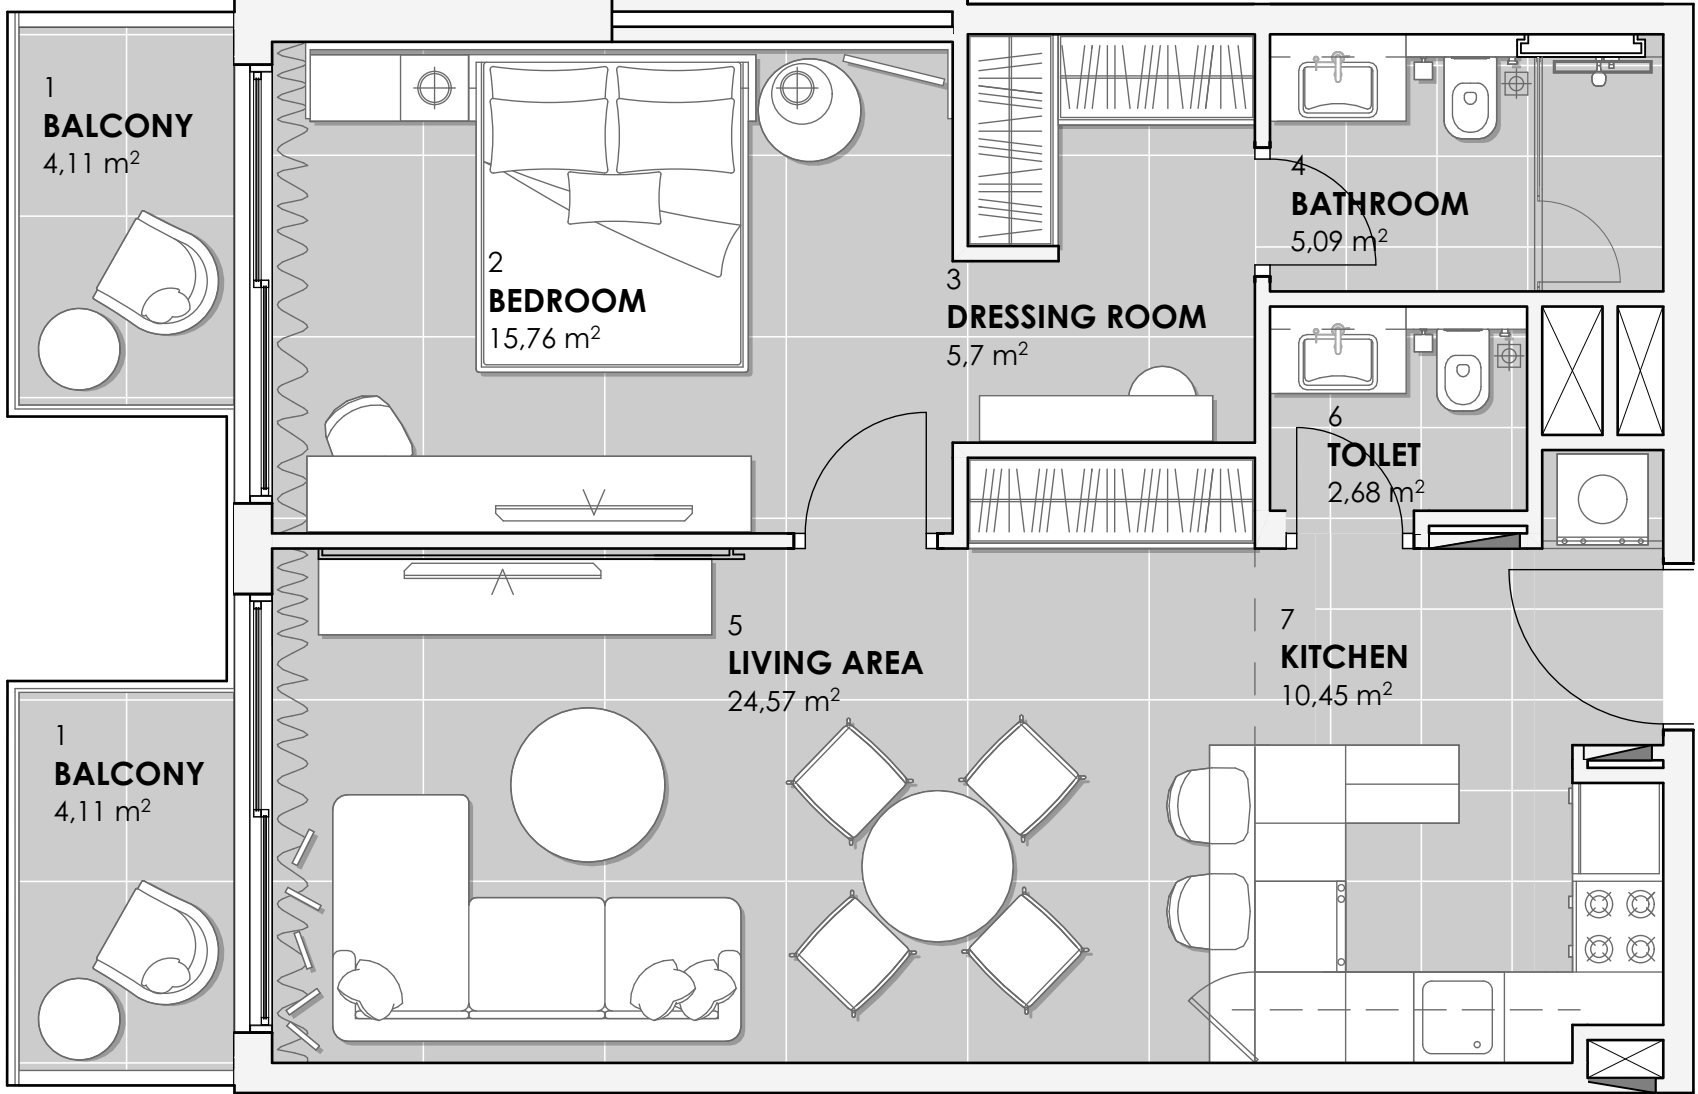 1
BALCONY
4,11 m²
2
BEDROOM
15,76 m²
3
DRESSING ROOM
5,7 m²
4
BATHROOM
5,09 m²
6
TOILET
2,68 m²
5
LIVING AREA
24,57 m²
7
KITCHEN
10,45 m²
1
BALCONY
4,11 m²